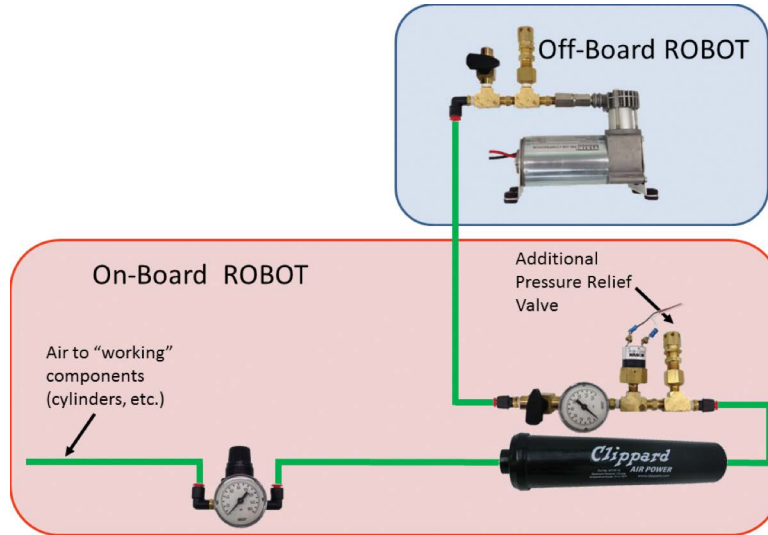 Off-Board ROBOT
On-Board ROBOT
Additional
Pressure Relief
Valve
Air to “working”
components
(cylinders, etc.)
Clippard
AIR POWER